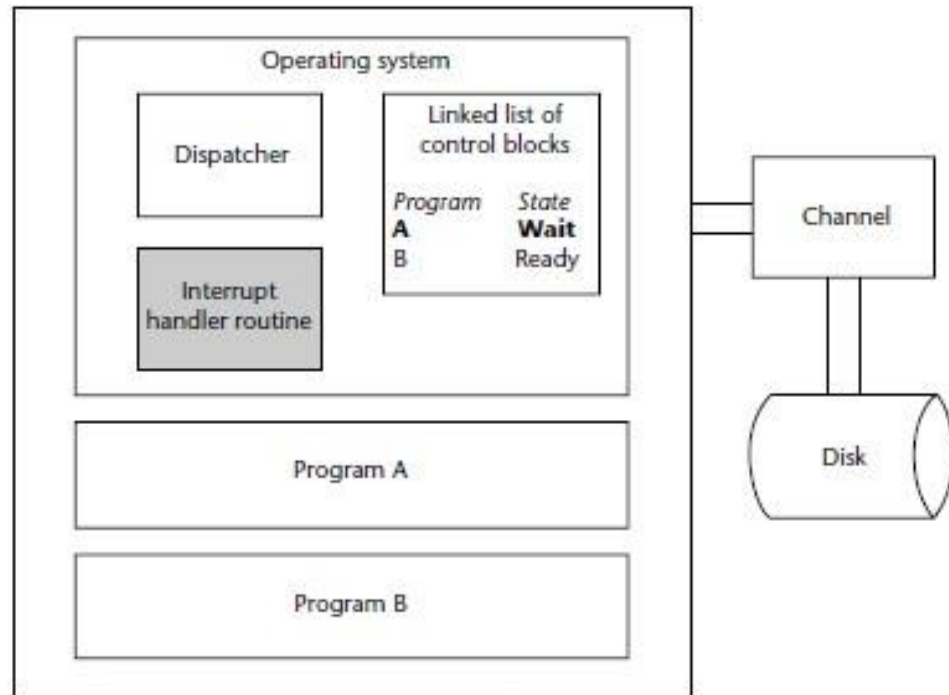 Operating system
Dispatcher
Linked list of
control blocks
Program State
A Wait
B Ready
Interrupt
handler routine
Channel
Disk
Program A
Program B